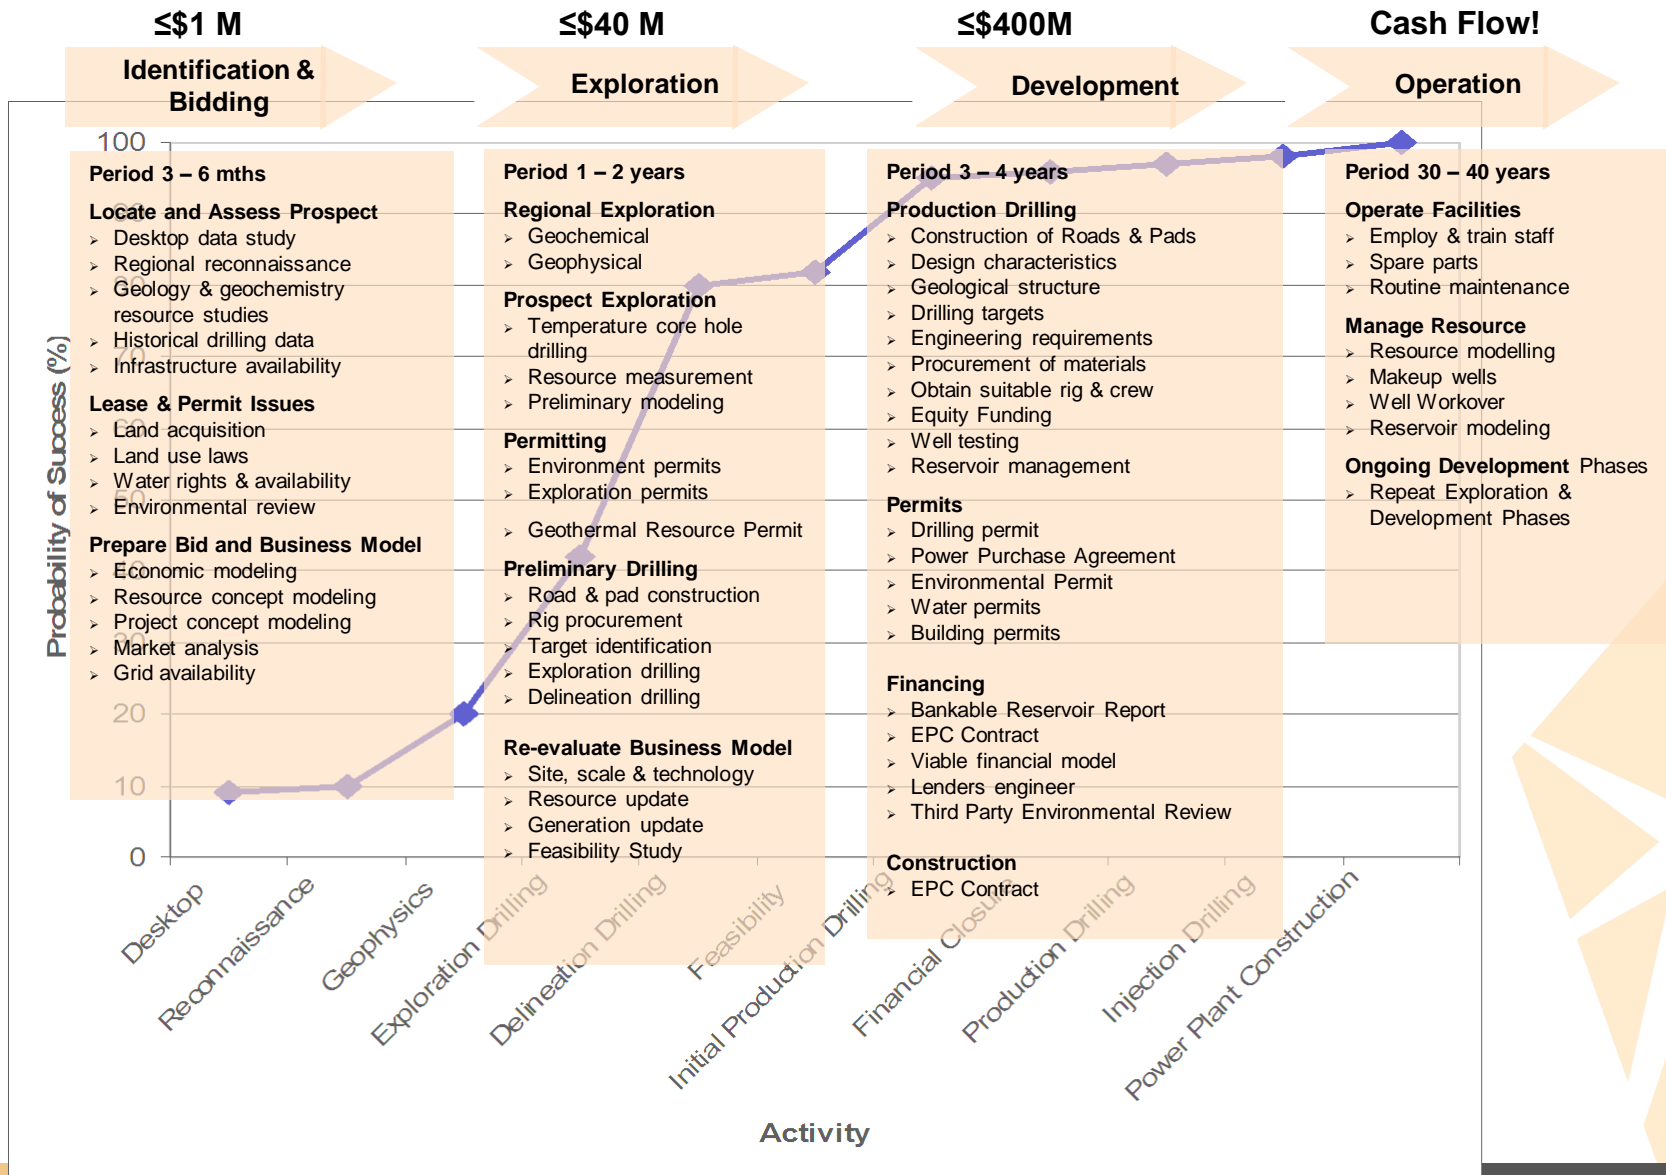 ≤$1 M
≤$40 M
≤$400M
Cash Flow!
Identification &
Bidding
Exploration
Development
Operation
Period 3 – 6 mths
Locate and Assess Prospect
➢ Desktop data study
➢ Regional reconnaissance
➢ Geology & geochemistry
resource studies
➢ Historical drilling data
➢ Infrastructure availability
Lease & Permit Issues
➢ Land acquisition
➢ Land use laws
➢ Water rights & availability
➢ Environmental review
Prepare Bid and Business Model
➢ Economic modeling
➢ Resource concept modeling
➢ Project concept modeling
➢ Market analysis
➢ Grid availability
Period 1 – 2 years
Regional Exploration
➢ Geochemical
➢ Geophysical
Prospect Exploration
➢ Temperature core hole
drilling
➢ Resource measurement
➢ Preliminary modeling
Permitting
➢ Environment permits
➢ Exploration permits
➢ Geothermal Resource Permit
Preliminary Drilling
➢ Road & pad construction
➢ Rig procurement
➢ Target identification
➢ Exploration drilling
➢ Delineation drilling
Re-evaluate Business Model
➢ Site, scale & technology
➢ Resource update
➢ Generation update
➢ Feasibility Study
Period 3 – 4 years
Production Drilling
➢ Construction of Roads & Pads
➢ Design characteristics
➢ Geological structure
➢ Drilling targets
➢ Engineering requirements
➢ Procurement of materials
➢ Obtain suitable rig & crew
➢ Equity Funding
➢ Well testing
➢ Reservoir management
Permits
➢ Drilling permit
➢ Power Purchase Agreement
➢ Environmental Permit
➢ Water permits
➢ Building permits
Financing
➢ Bankable Reservoir Report
➢ EPC Contract
➢ Viable financial model
➢ Lenders engineer
➢ Third Party Environmental Review
Construction
➢ EPC Contract
Period 30 – 40 years
Operate Facilities
➢ Employ & train staff
➢ Spare parts
➢ Routine maintenance
Manage Resource
➢ Resource modelling
➢ Makeup wells
➢ Well Workover
➢ Reservoir modeling
Ongoing Development Phases
➢ Repeat Exploration &
Development Phases
Probability of Success (%)
100
90
80
70
60
50
40
30
20
10
0
Desktop
Reconnaissance
Geophysics
Exploration Drilling
Delineation Drilling
Feasibility
Initial Production Drilling
Financial Closure
Production Drilling
Injection Drilling
Power Plant Construction
Activity